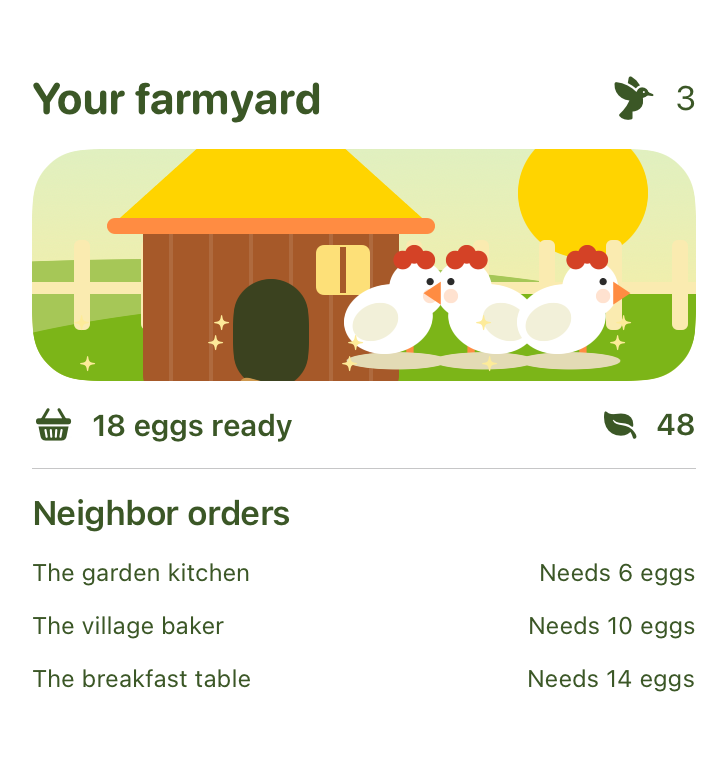 Your farmyard 3
18 eggs ready 48
Neighbor orders
The garden kitchen Needs 6 eggs
The village baker Needs 10 eggs
The breakfast table Needs 14 eggs